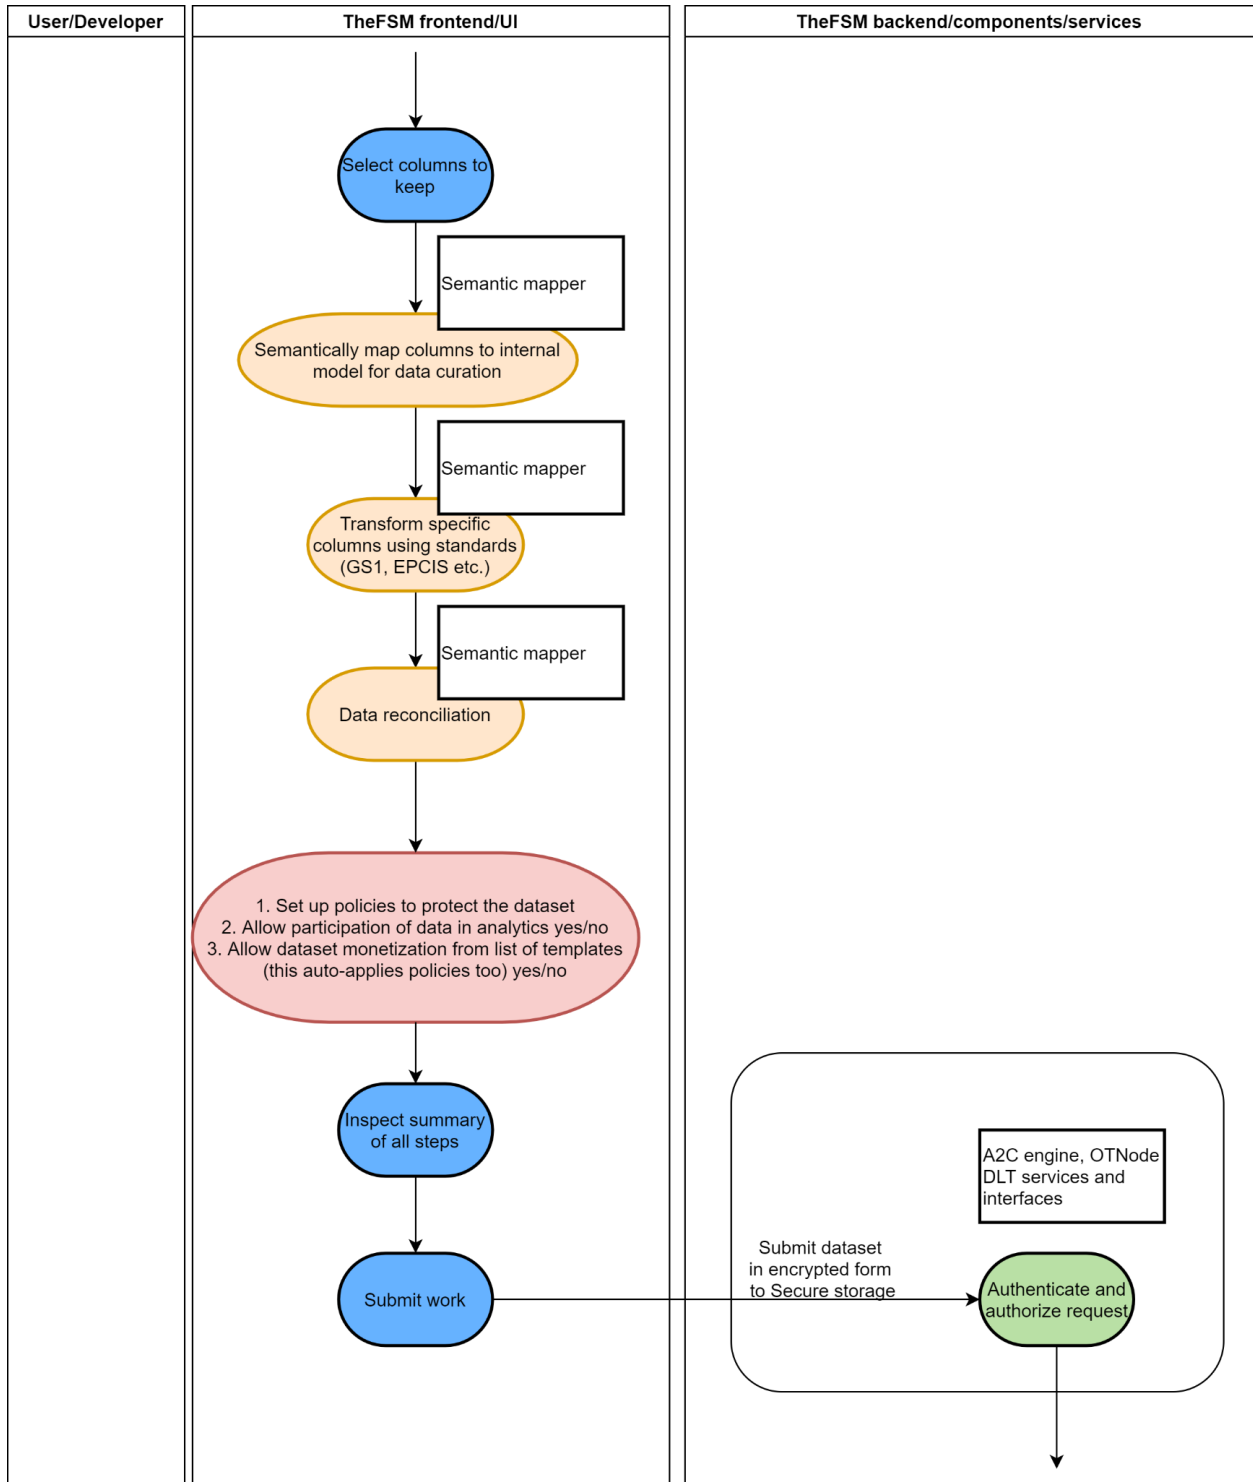 User/Developer
TheFSM frontend/UI
TheFSM backend/components/services
Select columns to
keep
Semantic mapper
Semantically map columns to internal
model for data curation
Semantic mapper
Transform specific
columns using standards
(GS1, EPCIS etc.)
Semantic mapper
Data reconciliation
1. Set up policies to protect the dataset
2. Allow participation of data in analytics yes/no
3. Allow dataset monetization from list of templates
(this auto-applies policies too) yes/no
Inspect summary
of all steps
A2C engine, OTNode
DLT services and
interfaces
Submit work
Submit dataset
in encrypted form
to Secure storage
Authenticate and
authorize request